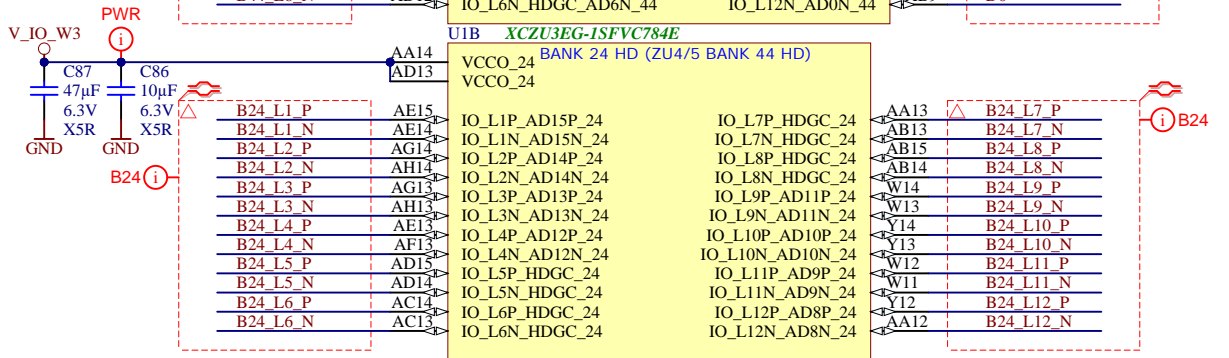 IO_L6N_HDGC_AD6N_44 IO_L12N_AD0N_44
U1B XCZU3EG-1SFVC784E
PWR
V_IO_W3
BANK 24 HD (ZU4/5 BANK 44 HD)
AA14 VCCO_24
AD13 VCCO_24
C87 C86
47µF 10µF
6.3V 6.3V
X5R X5R
GND GND
B24
B24
B24_L1_P AE15 IO_L1P_AD15P_24 IO_L7P_HDGC_24 AA13 B24_L7_P
B24_L1_N AE14 IO_L1N_AD15N_24 IO_L7N_HDGC_24 AB13 B24_L7_N
B24_L2_P AG14 IO_L2P_AD14P_24 IO_L8P_HDGC_24 AB15 B24_L8_P
B24_L2_N AH14 IO_L2N_AD14N_24 IO_L8N_HDGC_24 AB14 B24_L8_N
B24_L3_P AG13 IO_L3P_AD13P_24 IO_L9P_AD11P_24 W14 B24_L9_P
B24_L3_N AH13 IO_L3N_AD13N_24 IO_L9N_AD11N_24 W13 B24_L9_N
B24_L4_P AE13 IO_L4P_AD12P_24 IO_L10P_AD10P_24 Y14 B24_L10_P
B24_L4_N AF13 IO_L4N_AD12N_24 IO_L10N_AD10N_24 Y13 B24_L10_N
B24_L5_P AD15 IO_L5P_HDGC_24 IO_L11P_AD9P_24 W12 B24_L11_P
B24_L5_N AD14 IO_L5N_HDGC_24 IO_L11N_AD9N_24 W11 B24_L11_N
B24_L6_P AC14 IO_L6P_HDGC_24 IO_L12P_AD8P_24 Y12 B24_L12_P
B24_L6_N AC13 IO_L6N_HDGC_24 IO_L12N_AD8N_24 AA12 B24_L12_N